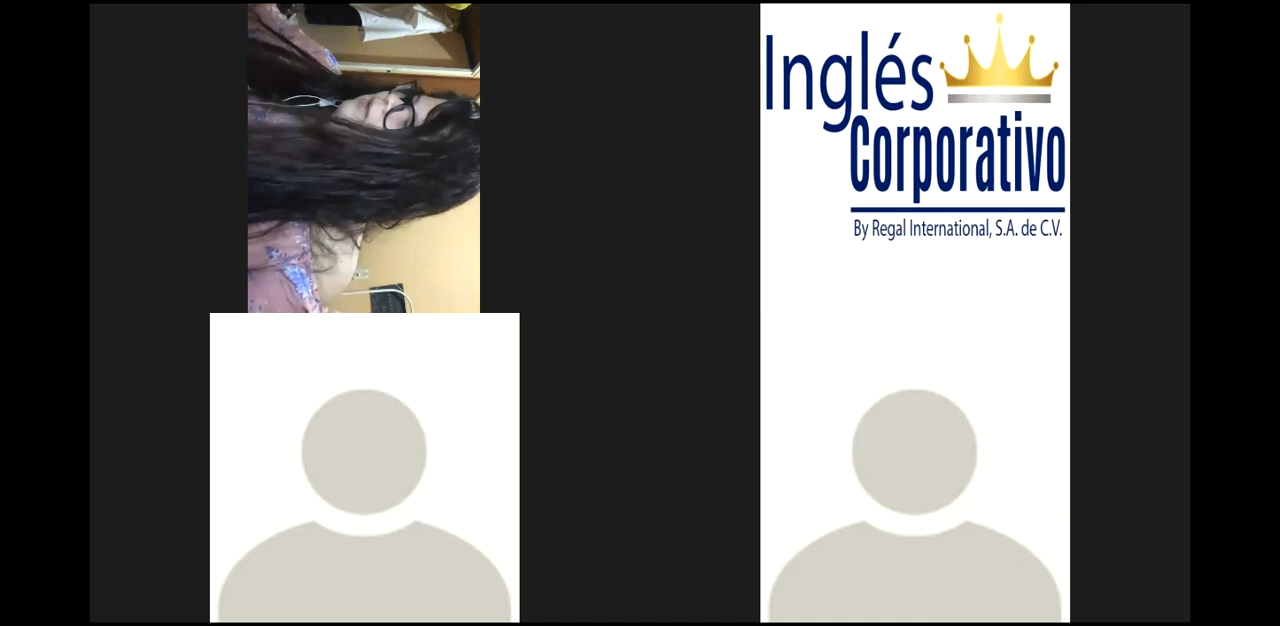 Inglés
Corporativo
By Regal International, S.A. de C.V.